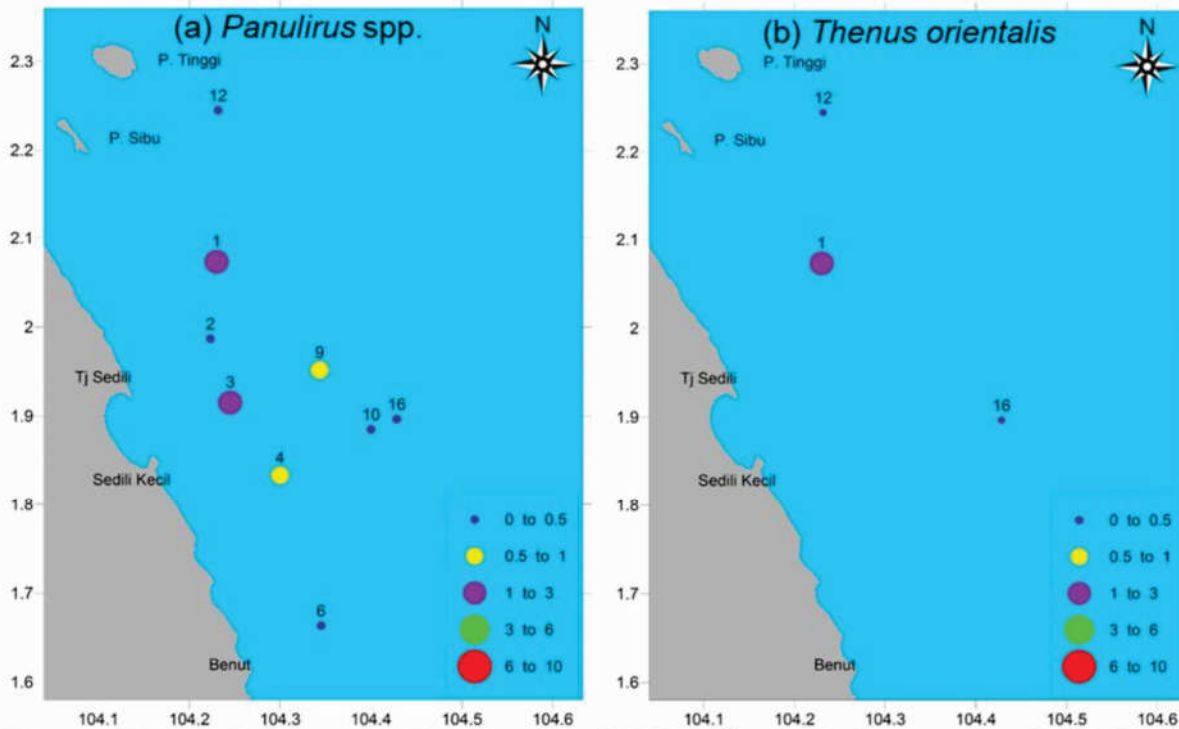 (a) Panulirus spp.
N
2.3
P. Tinggi
12
P. Sibu
2.2
2.1
1
2
2
9
Tj Sedili
3
1.9
10
16
4
Sedili Kecil
1.8
0 to 0.5
0.5 to 1
1.7
1 to 3
6
3 to 6
Benut
6 to 10
1.6
104.1
104.2
104.3
104.4
104.5
104.6
(b) Thenus orientalis
N
2.3
P. Tinggi
12
P. Sibu
2.2
2.1
1
2
Tj Sedili
1.9
16
Sedili Kecil
1.8
0 to 0.5
0.5 to 1
1.7
1 to 3
3 to 6
Benut
6 to 10
1.6
104.1
104.2
104.3
104.4
104.5
104.6